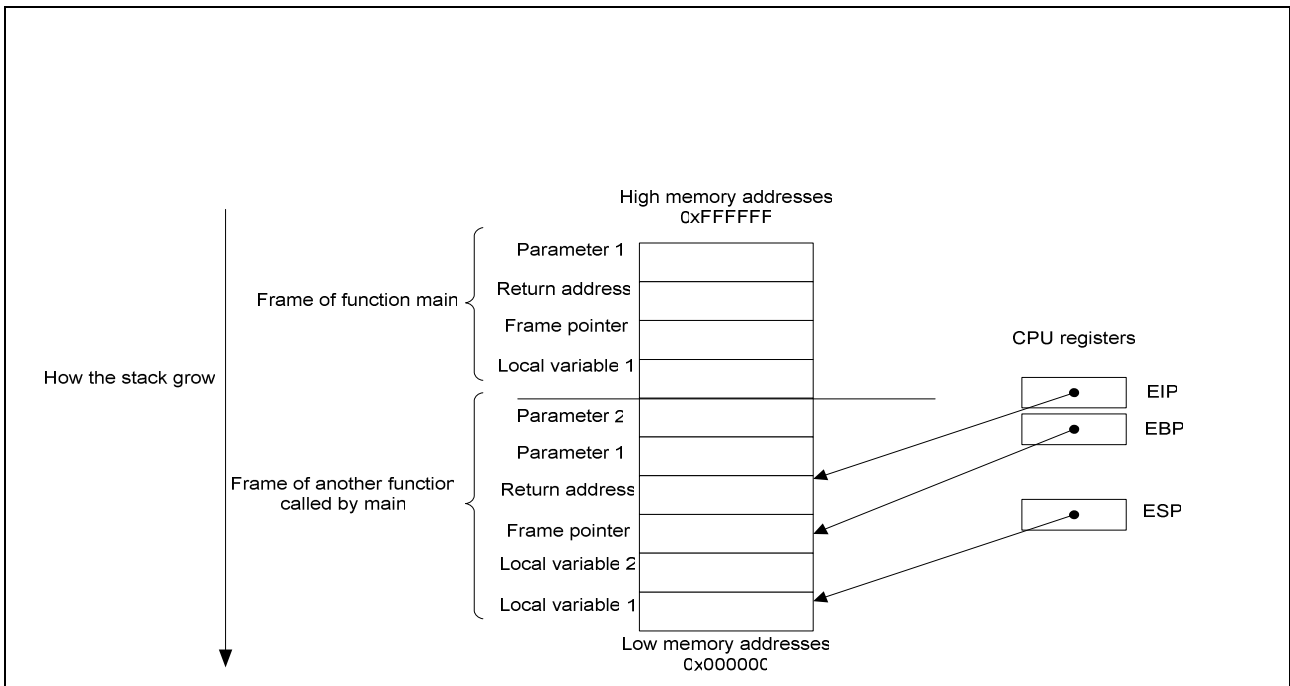 High memory addresses
0xFFFFFF
Parameter 1
Return address
Frame of function main
Frame pointer
CPU registers
Local variable 1
How the stack grow
EIP
Parameter 2
EBP
Parameter 1
Frame of another function
called by main
Return address
ESP
Frame pointer
Local variable 2
Local variable 1
Low memory addresses
0x000000